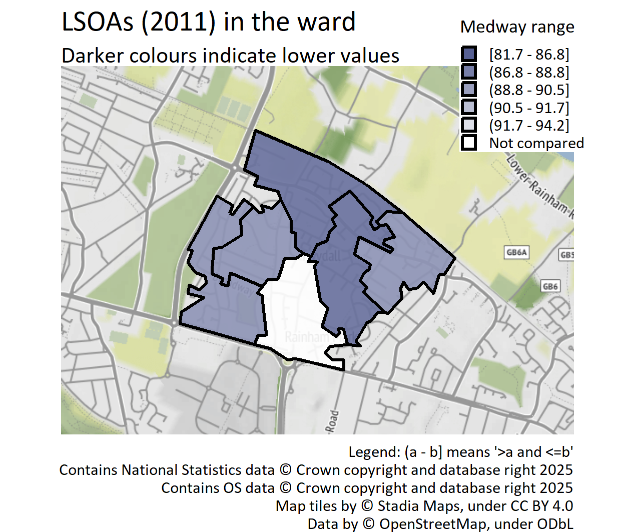 LSOAs (2011) in the ward
Darker colours indicate lower values
Medway range
[81.7 - 86.8]
(86.8 - 88.8]
(88.8 - 90.5]
(90.5 - 91.7]
(91.7 - 94.2]
Not compared
Lower-Rainham-R
GB6A
GB5
GB6
Rainham
-Road
Legend: (a - b] means '>a and <=b'
Contains National Statistics data © Crown copyright and database right 2025
Contains OS data © Crown copyright and database right 2025
Map tiles by © Stadia Maps, under CC BY 4.0
Data by © OpenStreetMap, under ODbL